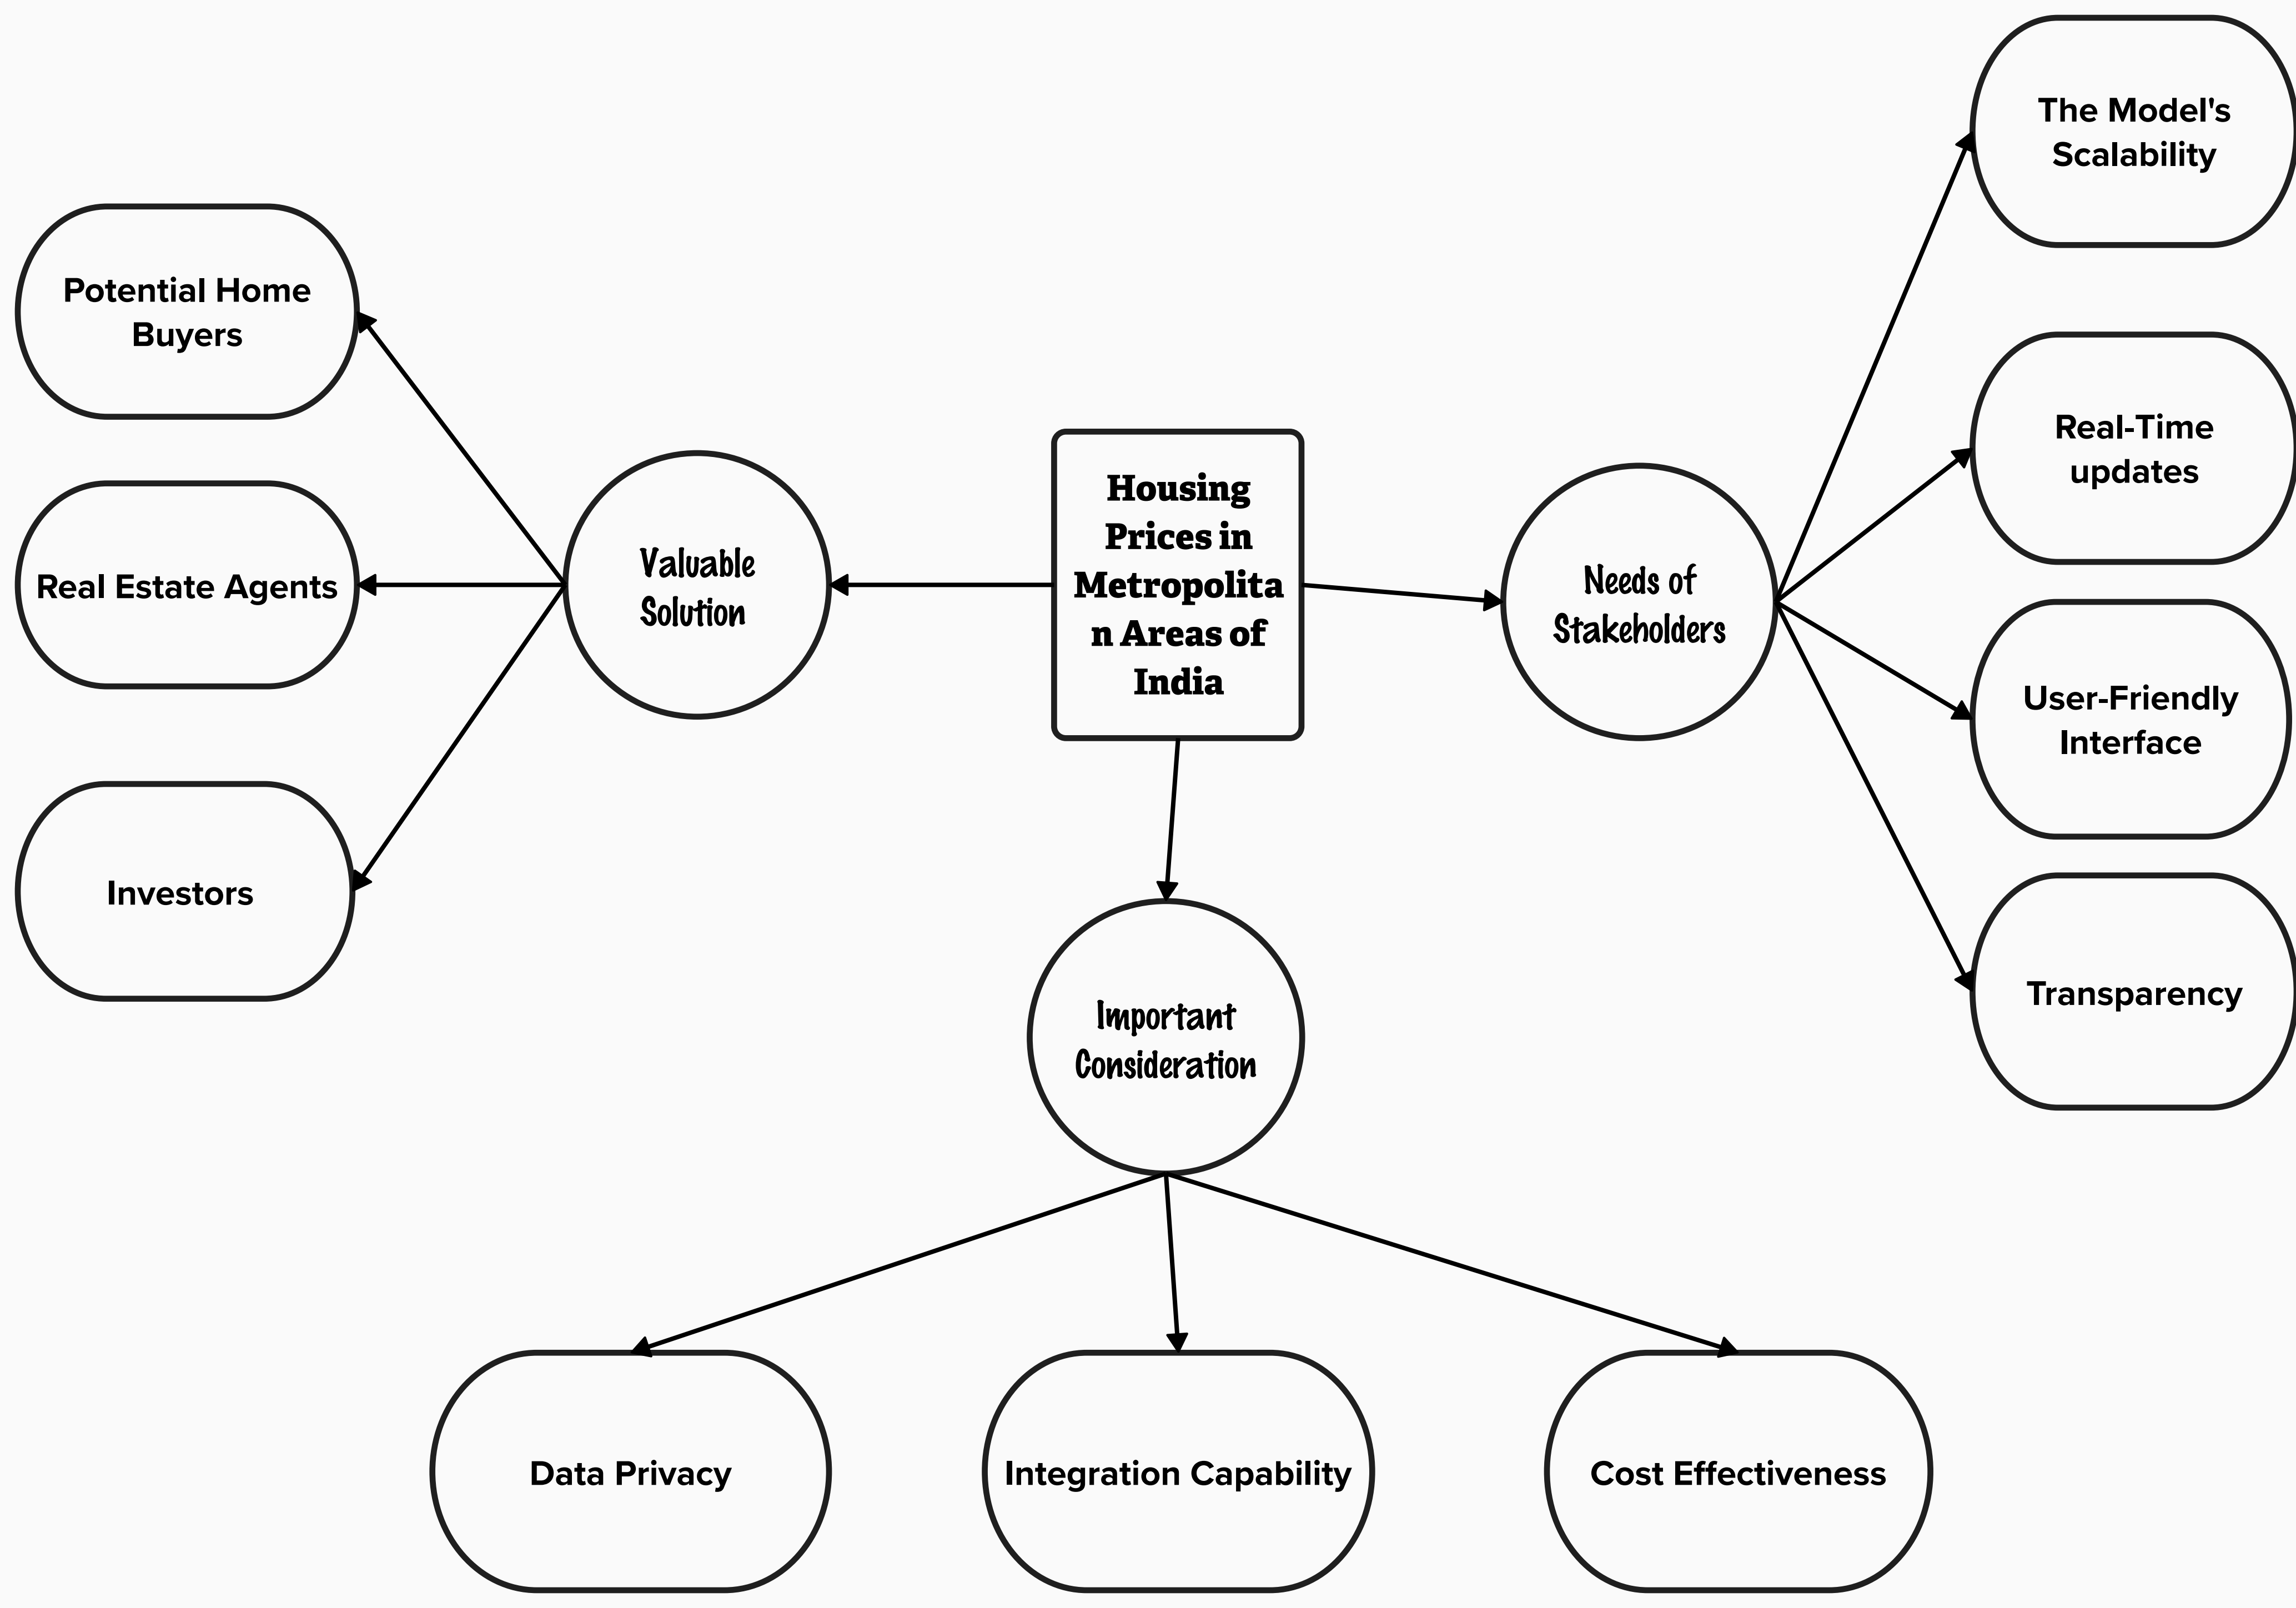 The Model's
Scalability
Potential Home
Buyers
Real-Time
updates
Housing
Prices in
Metropolita
n Areas of
India
Valuable
Solution
Needs of
Stakeholders
Real Estate Agents
User-Friendly
Interface
Investors
Transparency
Important
Consideration
Data Privacy
Integration Capability
Cost Effectiveness